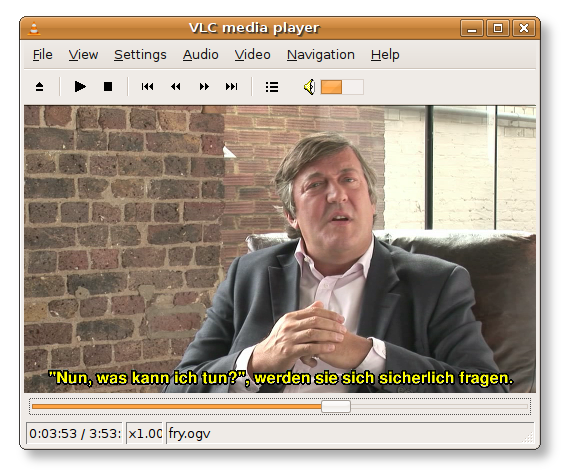 VLC media player
File View Settings Audio Video Navigation Help
"Nun, was kann ich tun?", werden sie sich sicherlich fragen.
0:03:53 / 3:53: x1.00 fry.ogv